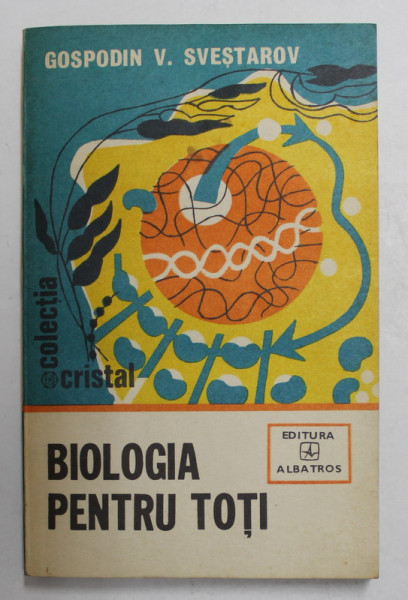 GOSPODIN V. SVEȘTAROV
colecția
cristal
BIOLOGIA
PENTRU TOȚI
EDITURA
ALBATROS